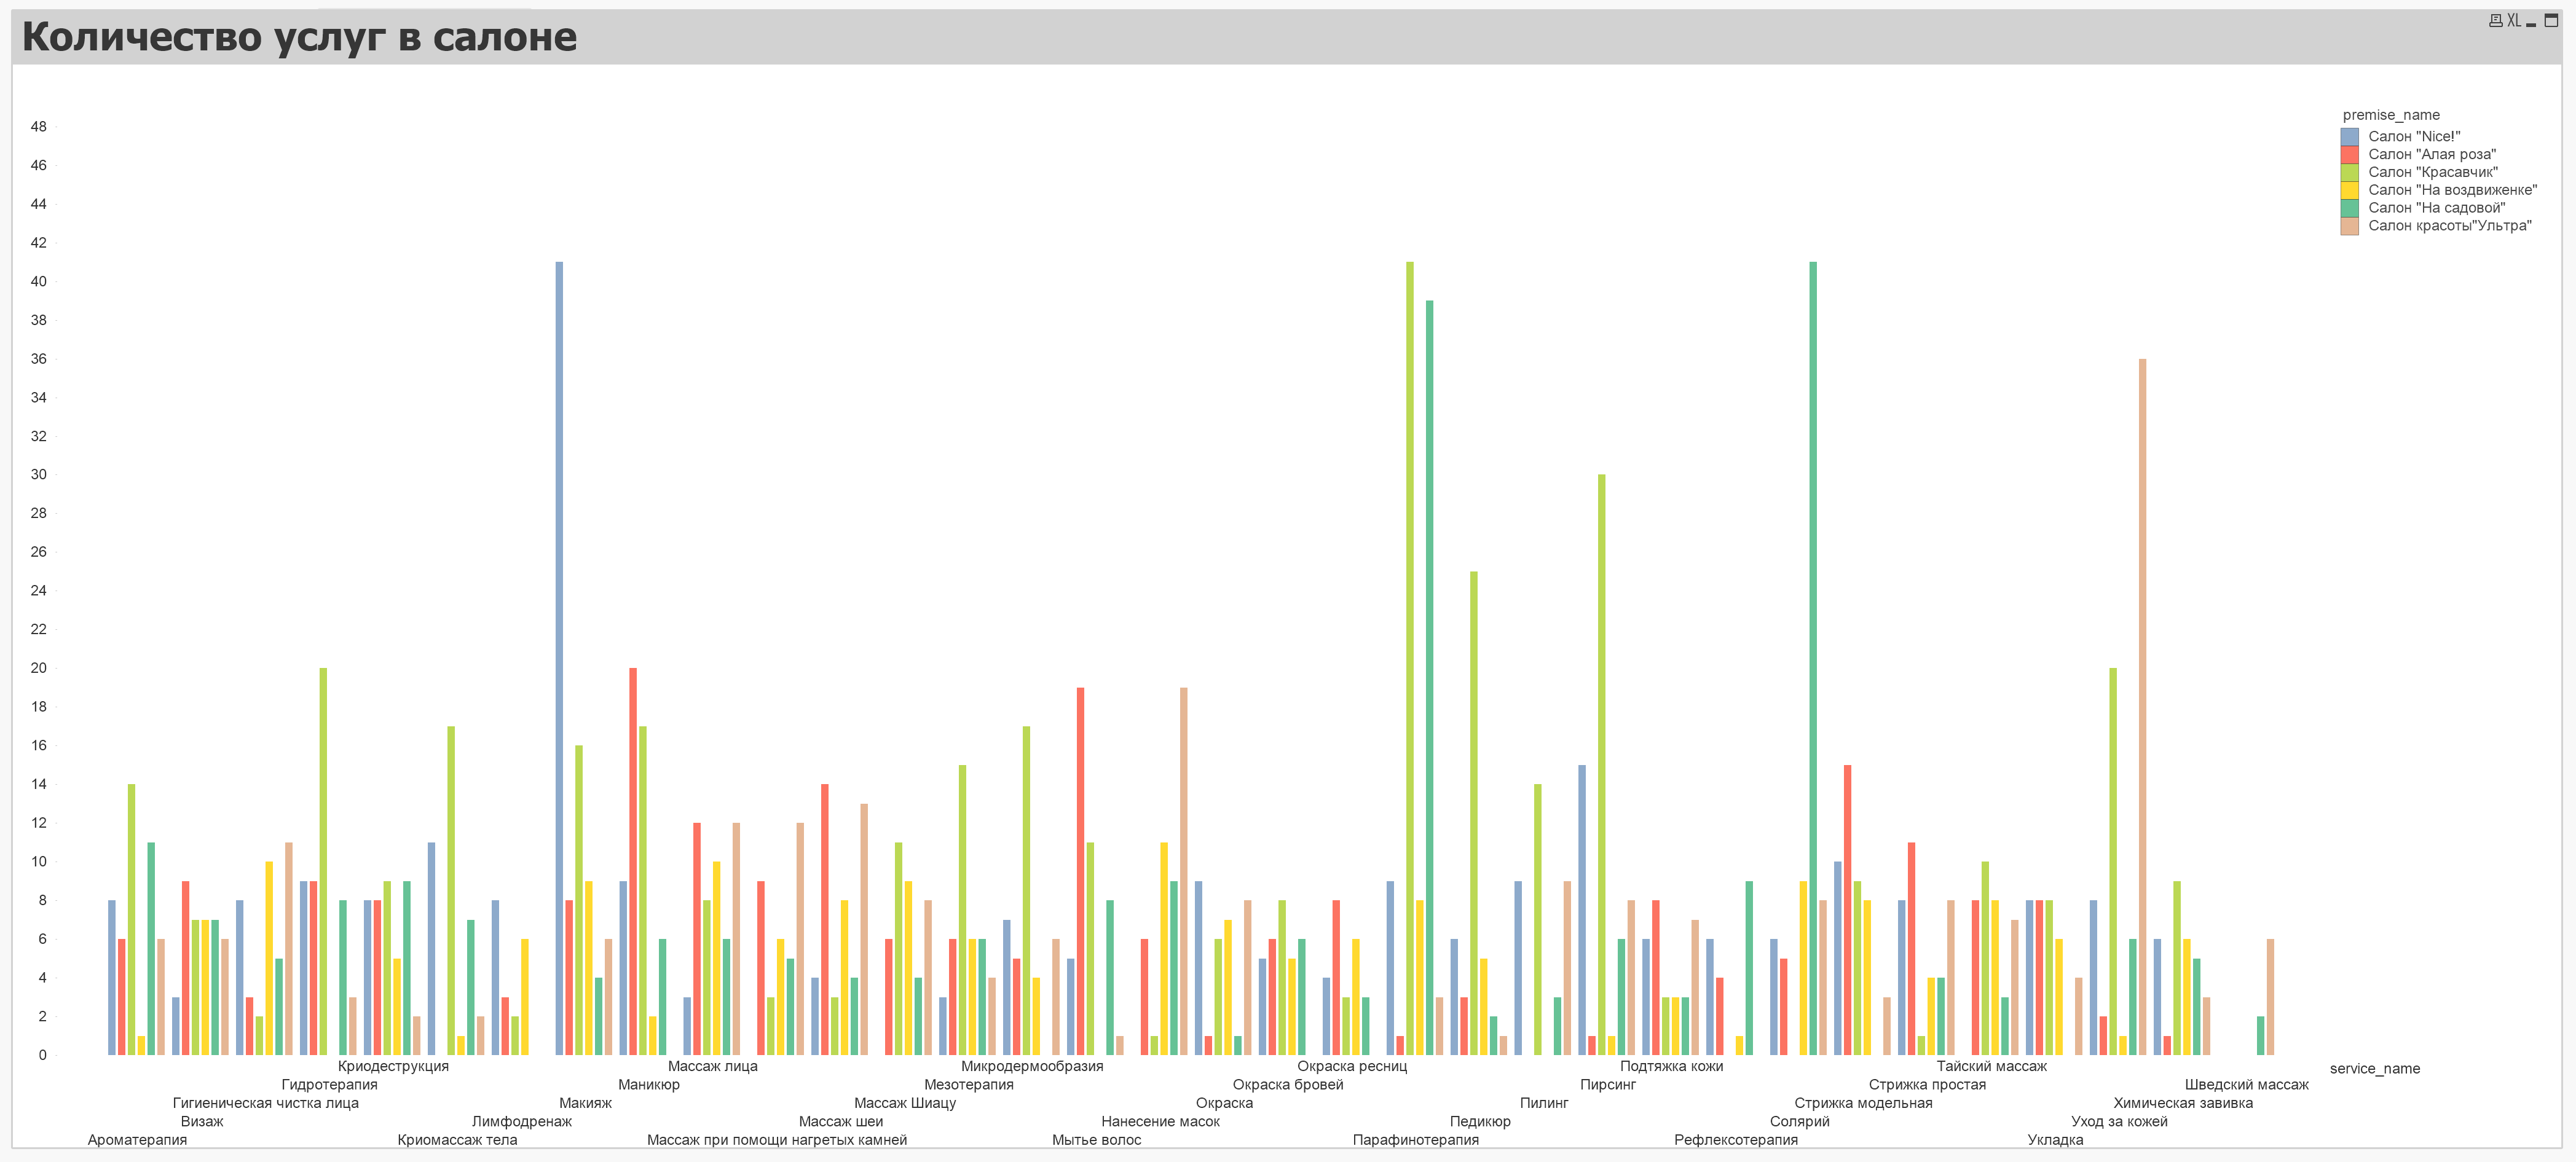 Количество услуг в салоне
XL
premise_name
Салон "Nice!"
Салон "Алая роза"
Салон "Красавчик"
Салон "На воздвиженке"
Салон "На садовой"
Салон красоты"Ультра"
48
46
44
42
40
38
36
34
32
30
28
26
24
22
20
18
16
14
12
10
8
6
4
2
0
Криодеструкция Массаж лица Микродермообразия Окраска ресниц Подтяжка кожи Тайский массаж service_name
Гидротерапия Маникюр Мезотерапия Окраска бровей Пирсинг Стрижка простая Шведский массаж
Гигиеническая чистка лица Макияж Массаж Шиацу Окраска Пилинг Стрижка модельная Химическая завивка
Визаж Лимфодренаж Массаж шеи Нанесение масок Педикюр Солярий Уход за кожей
Ароматерапия Криомассаж тела Массаж при помощи нагретых камней Мытье волос Парафинотерапия Рефлексотерапия Укладка